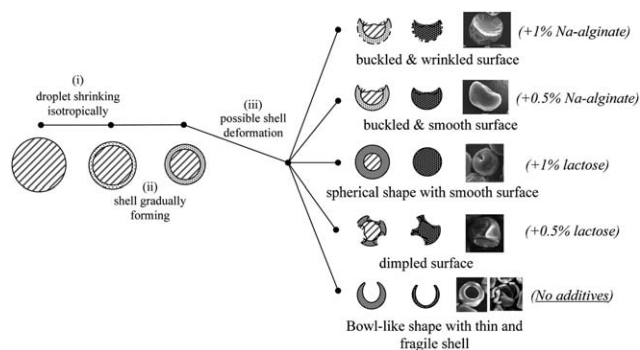 (i)
droplet shrinking
isotropically
(ii)
shell gradually
forming
(iii)
possible shell
deformation
(+1% Na-alginate)
buckled & wrinkled surface
(+0.5% Na-alginate)
buckled & smooth surface
(+1% lactose)
spherical shape with smooth surface
(+0.5% lactose)
dimpled surface
(No additives)
Bowl-like shape with thin and
fragile shell